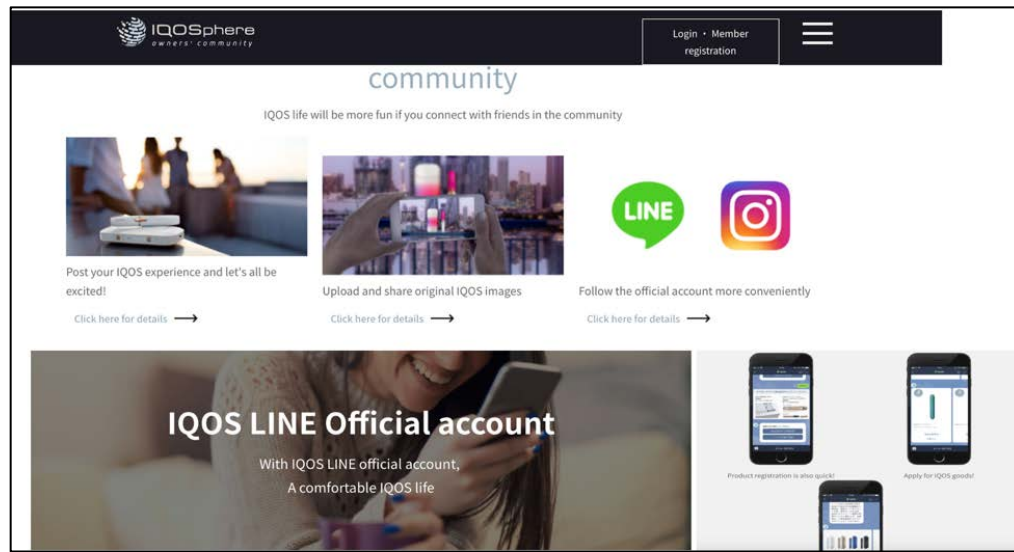 IQOSphere
owners' community
Login・Member
registration
community
IQOS life will be more fun if you connect with friends in the community
LINE
Post your IQOS experience and let's all be
excited!
Upload and share original IQOS images
Follow the official account more conveniently
Click here for details
Click here for details
Click here for details
IQOS LINE Official account
With IQOS LINE official account,
A comfortable IQOS life
Product registration is also quick!
Apply for IQOS goods!